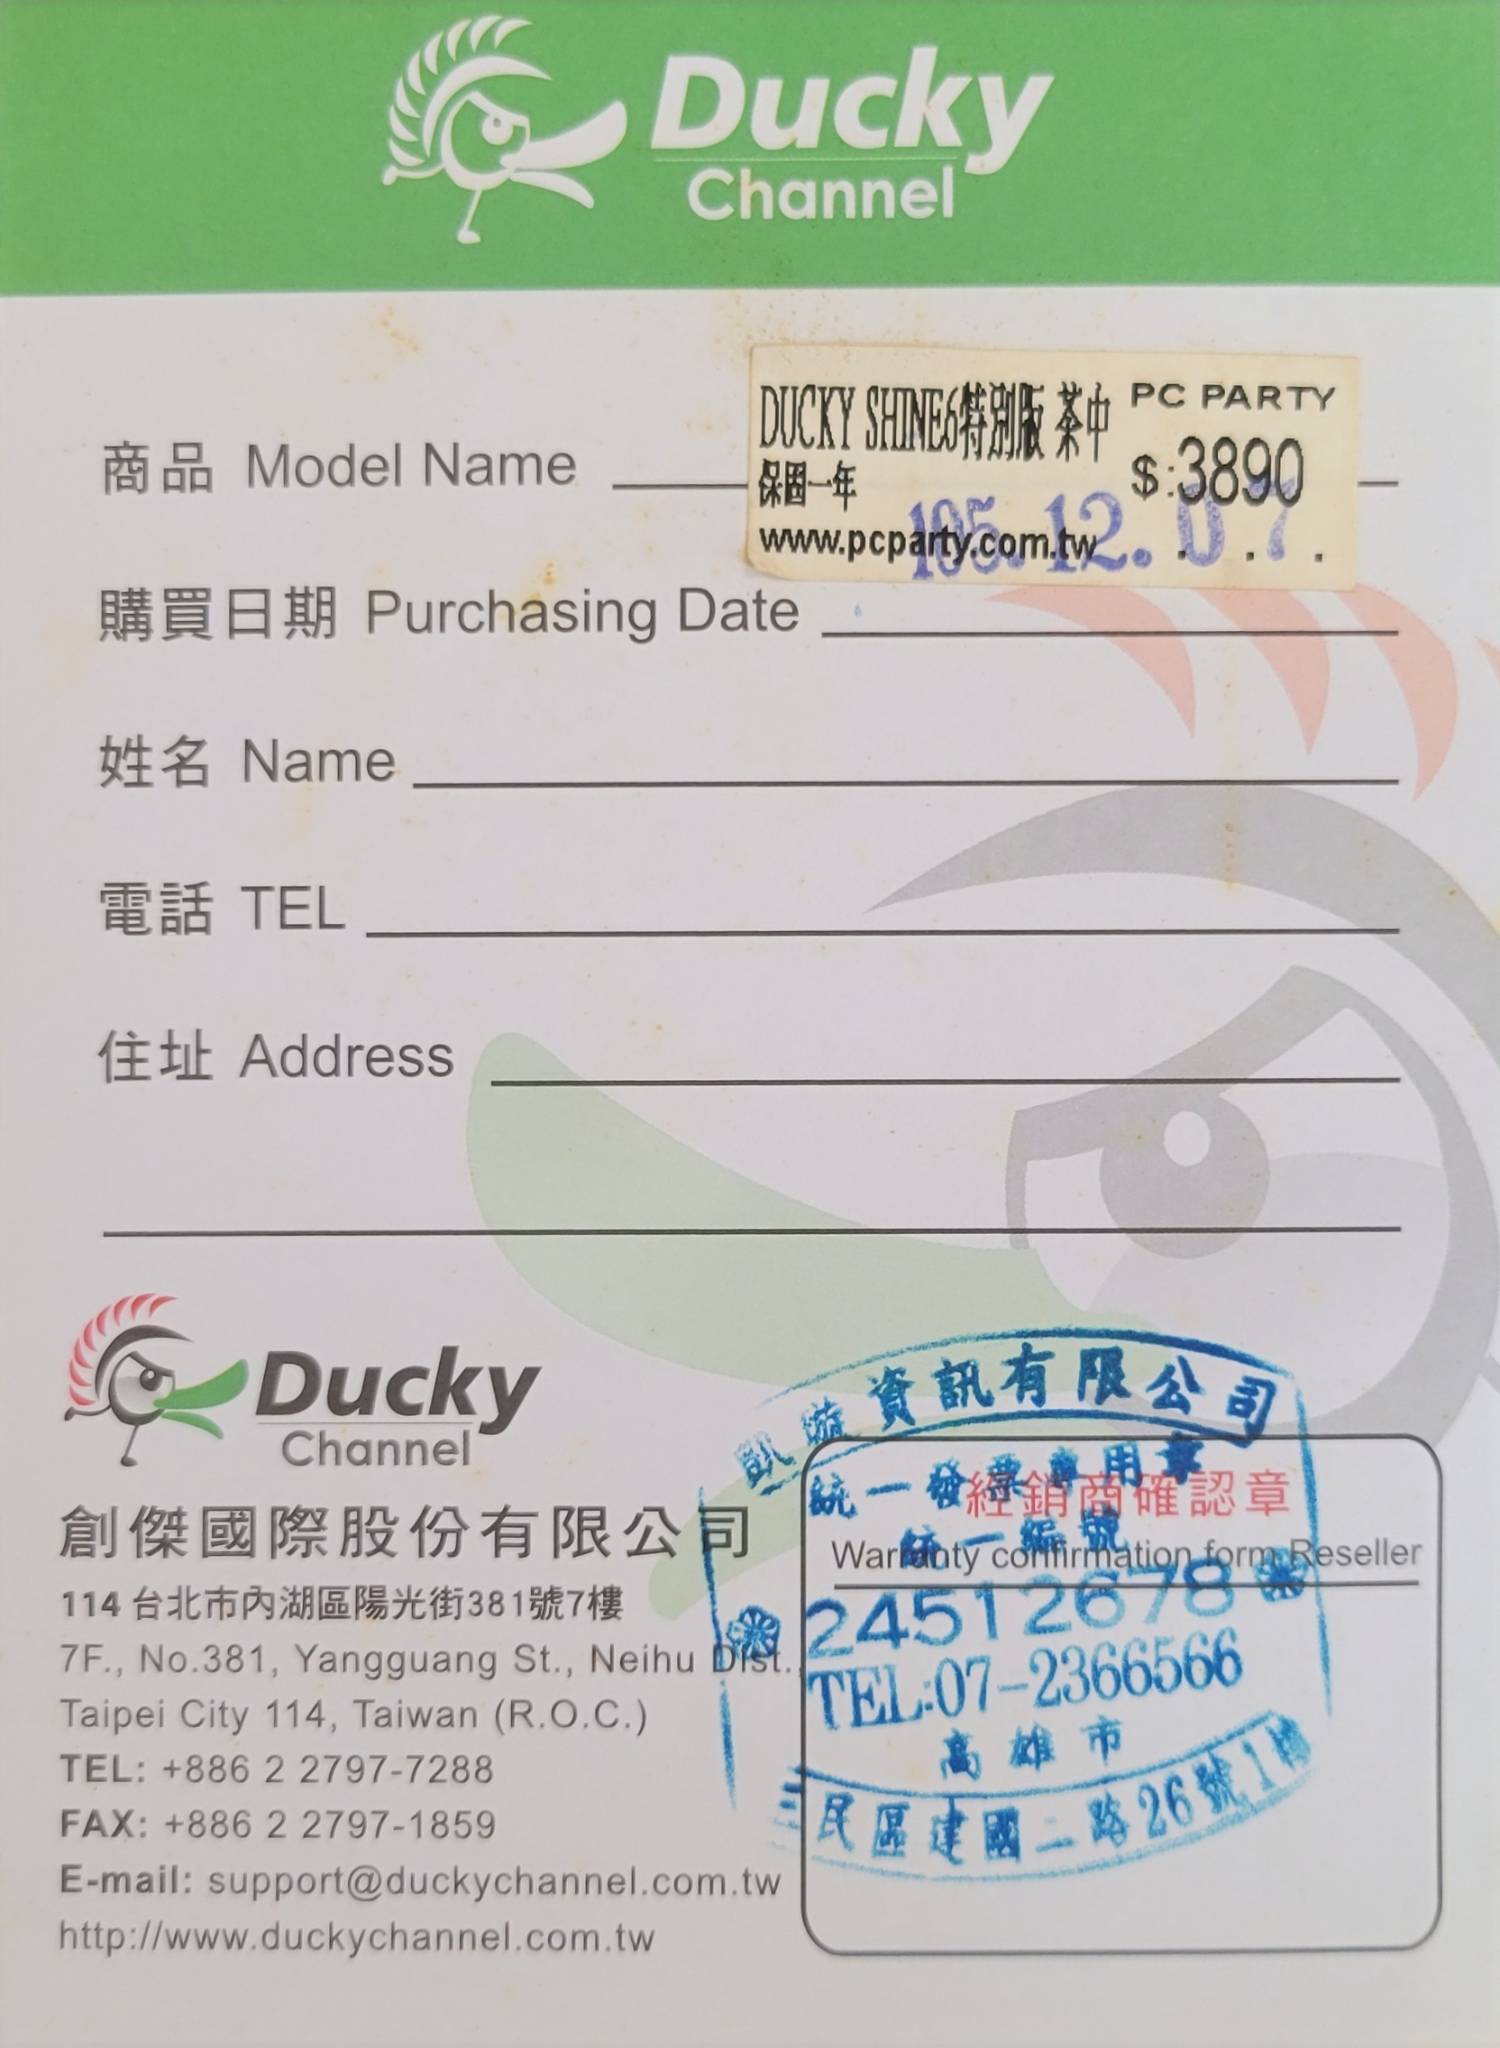 Ducky
Channel
商品 Model Name
DUCKY SHINE6特別版 茶中 PC PARTY
保固一年 $:3890
www.pcparty.com.tw
105.12.07
購買日期 Purchasing Date
姓名 Name
電話 TEL
住址 Address
Ducky
Channel
創傑國際股份有限公司
114 台北市內湖區陽光街381號7樓
7F., No.381, Yangguang St., Neihu Dist.,
Taipei City 114, Taiwan (R.O.C.)
TEL: +886 2 2797-7288
FAX: +886 2 2797-1859
E-mail: support@duckychannel.com.tw
http://www.duckychannel.com.tw
經銷商確認章
Warranty confirmation form Reseller
資訊有限公司
統一發票專用章
統一編號
24512678
TEL:07-2366566
高雄市
三民區建國二路26號1樓